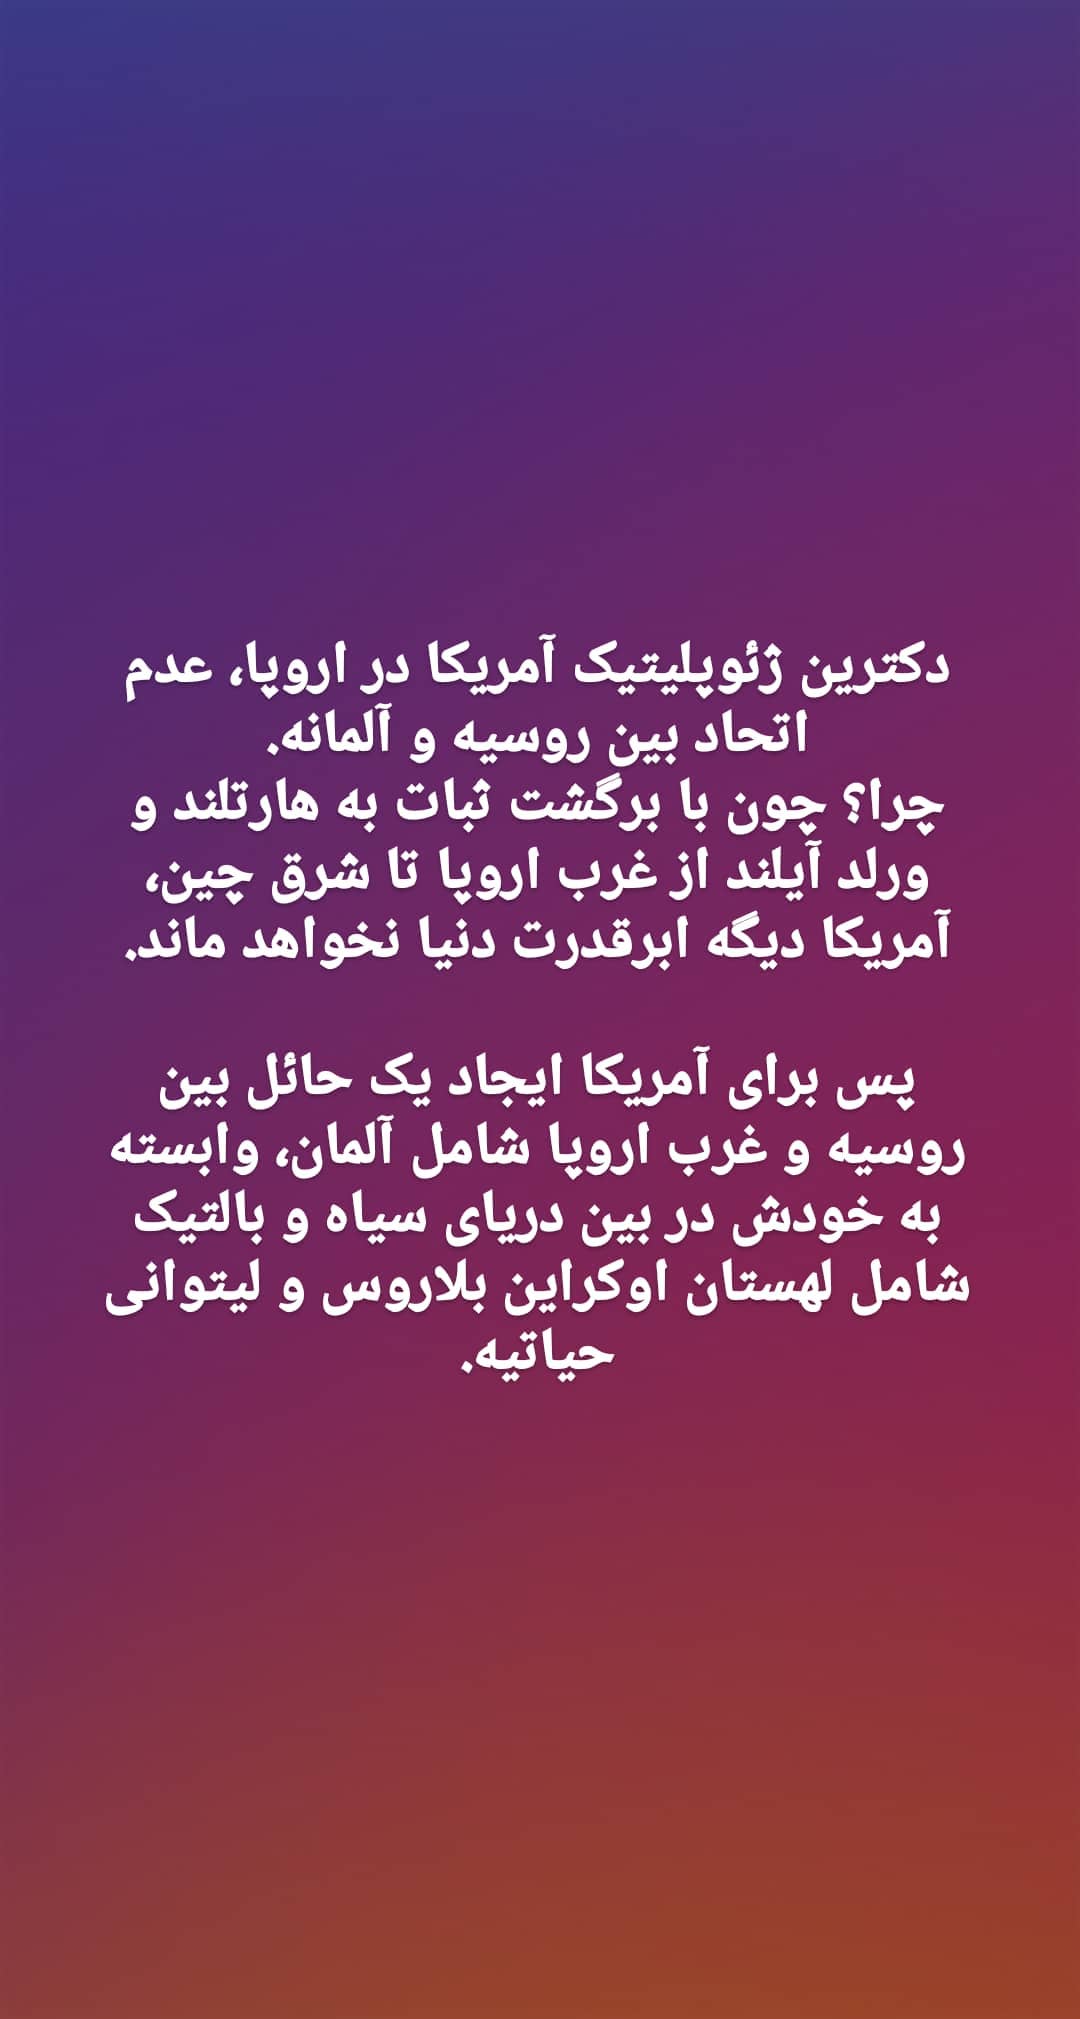 دکترین ژئوپلیتیک آمریکا در اروپا، عدم
اتحاد بین روسیه و آلمانه.
چرا؟ چون با برگشت ثبات به هارتلند و
ورلد آیلند از غرب اروپا تا شرق چین،
آمریکا دیگه ابرقدرت دنیا نخواهد ماند.
پس برای آمریکا ایجاد یک حائل بین
روسیه و غرب اروپا شامل آلمان، وابسته
به خودش در بین دریای سیاه و بالتیک
شامل لهستان اوکراین بلاروس و لیتوانی
حیاتیه.